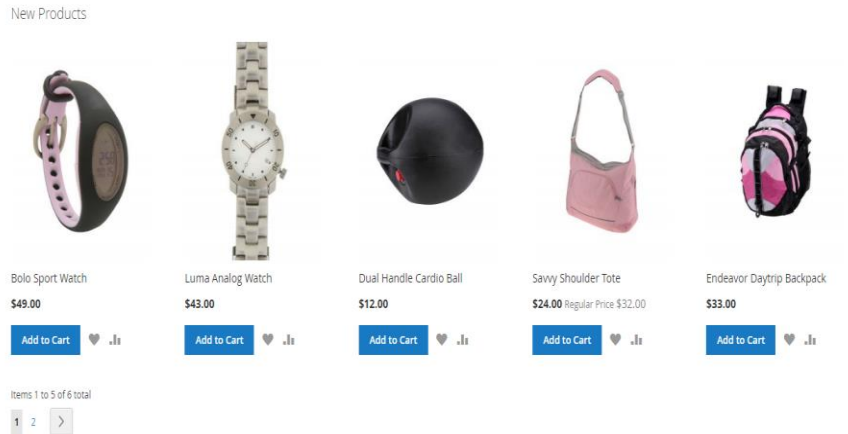 New Products
Bolo Sport Watch
$49.00
Add to Cart
Luma Analog Watch
$43.00
Add to Cart
Dual Handle Cardio Ball
$12.00
Add to Cart
Savvy Shoulder Tote
$24.00 Regular Price $32.00
Add to Cart
Endeavor Daytrip Backpack
$33.00
Add to Cart
Items 1 to 5 of 6 total
1 2